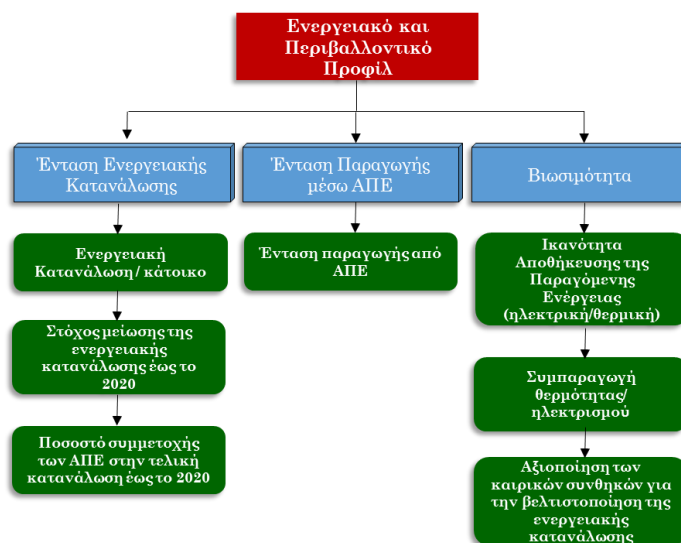 Ενεργειακό και
Περιβαλλοντικό
Προφίλ
Ένταση Ενεργειακής
Κατανάλωσης
Ένταση Παραγωγής
μέσω ΑΠΕ
Βιωσιμότητα
Ενεργειακή
Κατανάλωση/ κάτοικο
Στόχος μείωσης της
ενεργειακής
κατανάλωσης έως το
2020
Ποσοστό συμμετοχής
των ΑΠΕ στην τελική
κατανάλωση έως το 2020
Ένταση παραγωγής από
ΑΠΕ
Ικανότητα
Αποθήκευσης της
Παραγόμενης
Ενέργειας
(ηλεκτρική/θερμική)
Συμπαραγωγή
θερμότητας/
ηλεκτρισμού
Αξιοποίηση των
καιρικών συνθηκών για
την βελτιστοποίηση της
ενεργειακής
κατανάλωσης